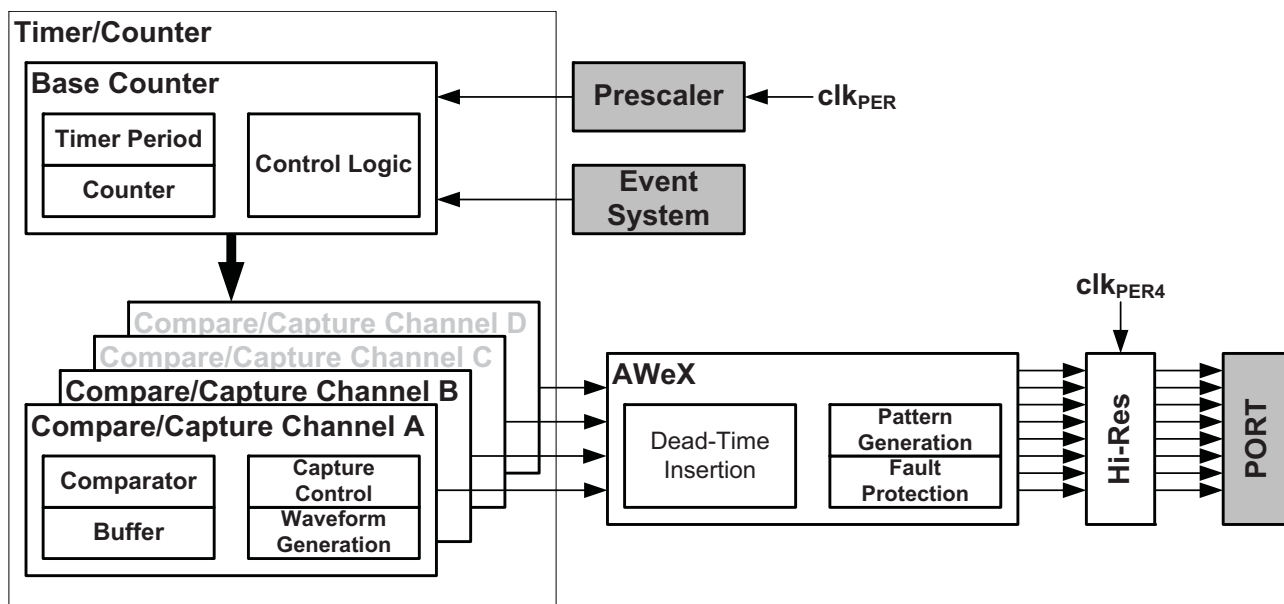 Timer/Counter
Base Counter
Timer Period
Counter
Control Logic
Prescaler
clkPER
Event
System
Compare/Capture Channel D
Compare/Capture Channel C
Compare/Capture Channel B
Compare/Capture Channel A
Comparator
Buffer
Capture
Control
Waveform
Generation
AWeX
Dead-Time
Insertion
Pattern
Generation
Fault
Protection
clkPER4
Hi-Res
PORT